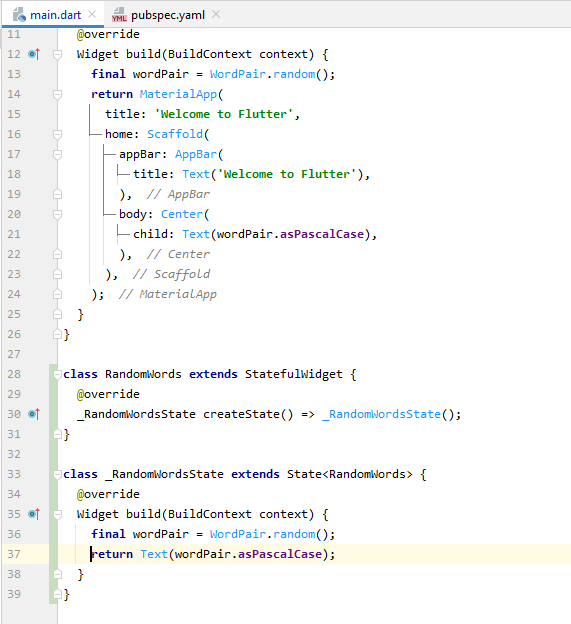 main.dart × YML pubspec.yaml ×
11 @override
12 Widget build(BuildContext context) {
13 final wordPair = WordPair.random();
14 return MaterialApp(
15 title: 'Welcome to Flutter',
16 home: Scaffold(
17 appBar: AppBar(
18 title: Text('Welcome to Flutter'),
19 ), // AppBar
20 body: Center(
21 child: Text(wordPair.asPascalCase),
22 ), // Center
23 ), // Scaffold
24 ); // MaterialApp
25 }
26 }
27
28 class RandomWords extends StatefulWidget {
29 @override
30 _RandomWordsState createState() => _RandomWordsState();
31 }
32
33 class _RandomWordsState extends State<RandomWords> {
34 @override
35 Widget build(BuildContext context) {
36 final wordPair = WordPair.random();
37 return Text(wordPair.asPascalCase);
38 }
39 }